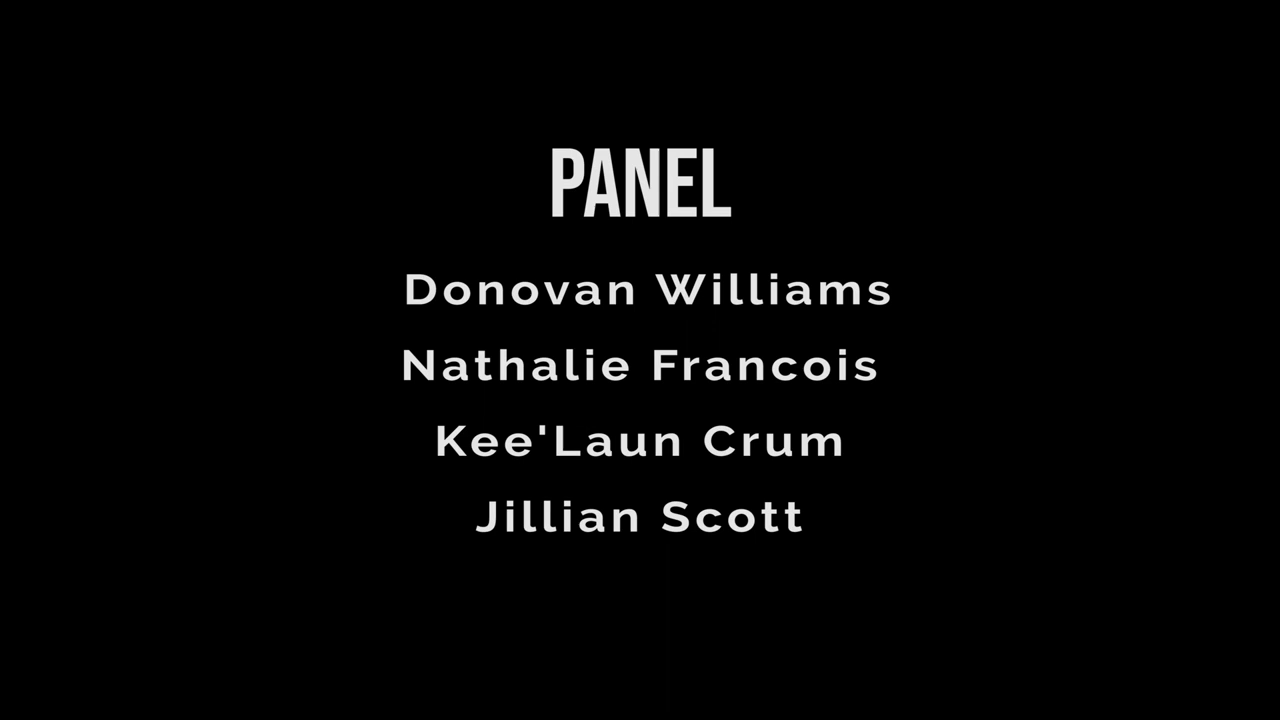 PANEL
Donovan Williams
Nathalie Francois
Kee'Laun Crum
Jillian Scott